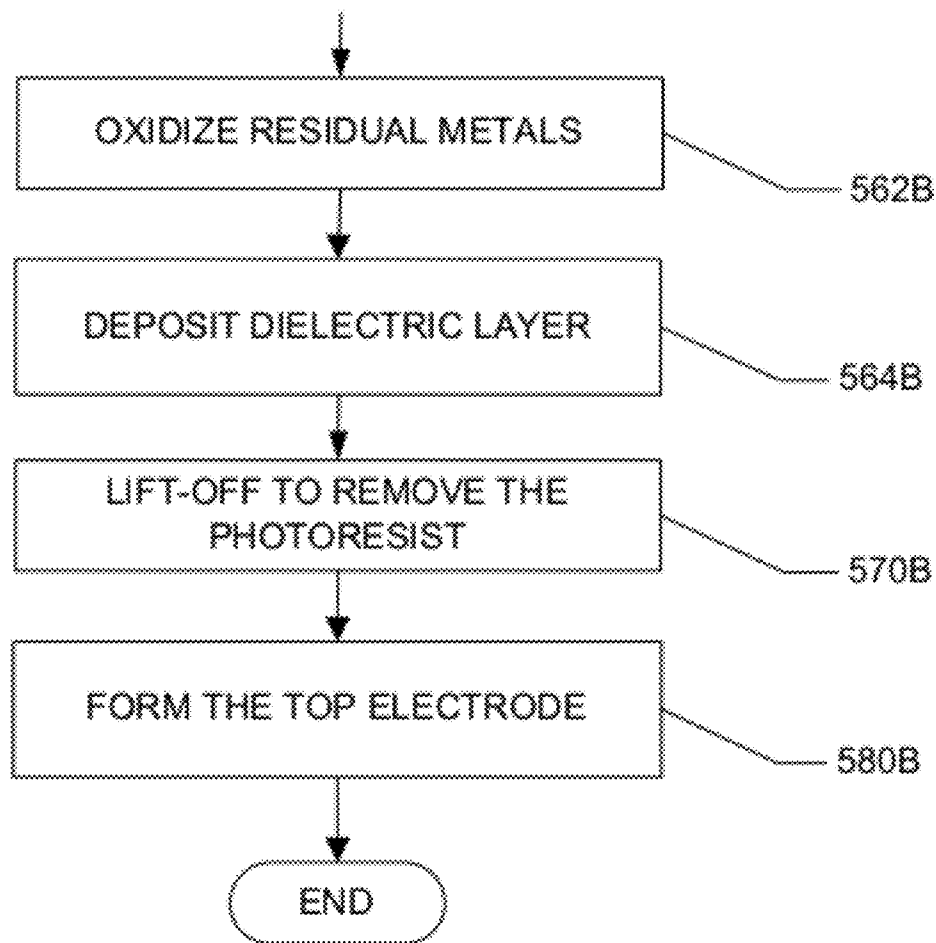 OXIDIZE RESIDUAL METALS
562B
DEPOSIT DIELECTRIC LAYER
564B
LIFT-OFF TO REMOVE THE
PHOTORESIST
570B
FORM THE TOP ELECTRODE
580B
END